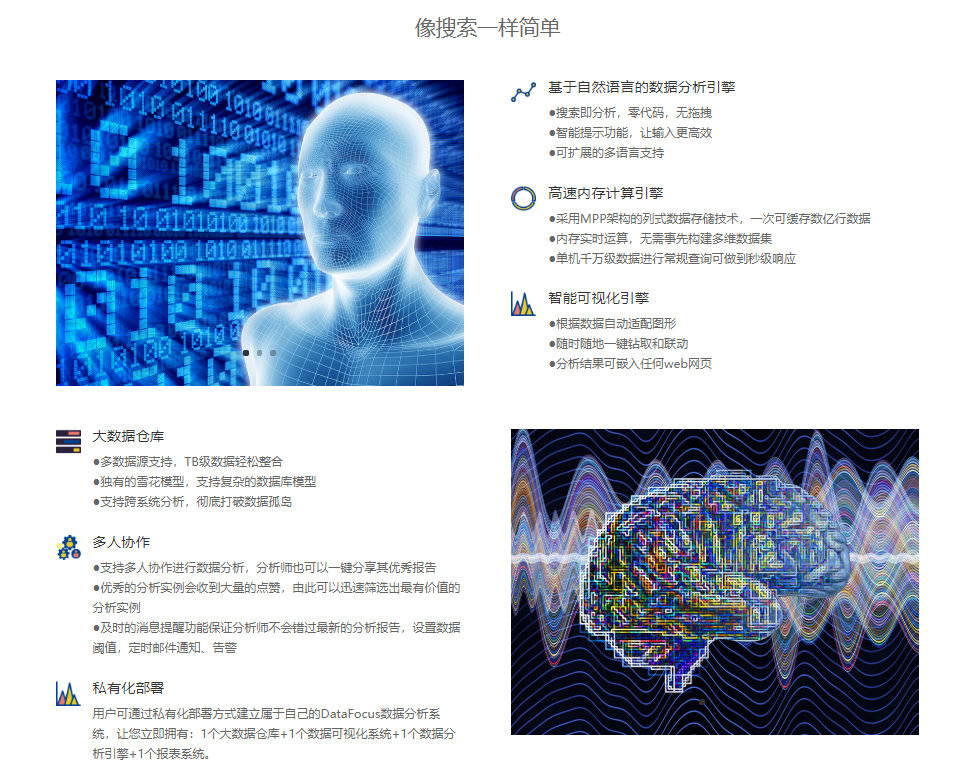 像搜索一样简单
基于自然语言的数据分析引擎
●搜索即分析，零代码，无拖拽
●智能提示功能，让输入更高效
●可扩展的多语言支持
高速内存计算引擎
●采用MPP架构的列式数据存储技术，一次可缓存数亿行数据
●内存实时运算，无需事先构建多维数据集
●单机千万级数据进行常规查询可做到秒级响应
智能可视化引擎
●根据数据自动适配图形
●随时随地一键钻取和联动
●分析结果可嵌入任何web网页
大数据仓库
●多数据源支持，TB级数据轻松整合
●独有的雪花模型，支持复杂的数据库模型
●支持跨系统分析，彻底打破数据孤岛
多人协作
●支持多人协作进行数据分析，分析师也可以一键分享其优秀报告
●优秀的分析实例会收到大量的点赞，由此可以迅速筛选出最有价值的
分析实例
●及时的消息提醒功能保证分析师不会错过最新的分析报告，设置数据
阈值，定时邮件通知、告警
私有化部署
用户可通过私有化部署方式建立属于自己的DataFocus数据分析系
统，让您立即拥有：1个大数据仓库+1个数据可视化系统+1个数据分
析引擎+1个报表系统。